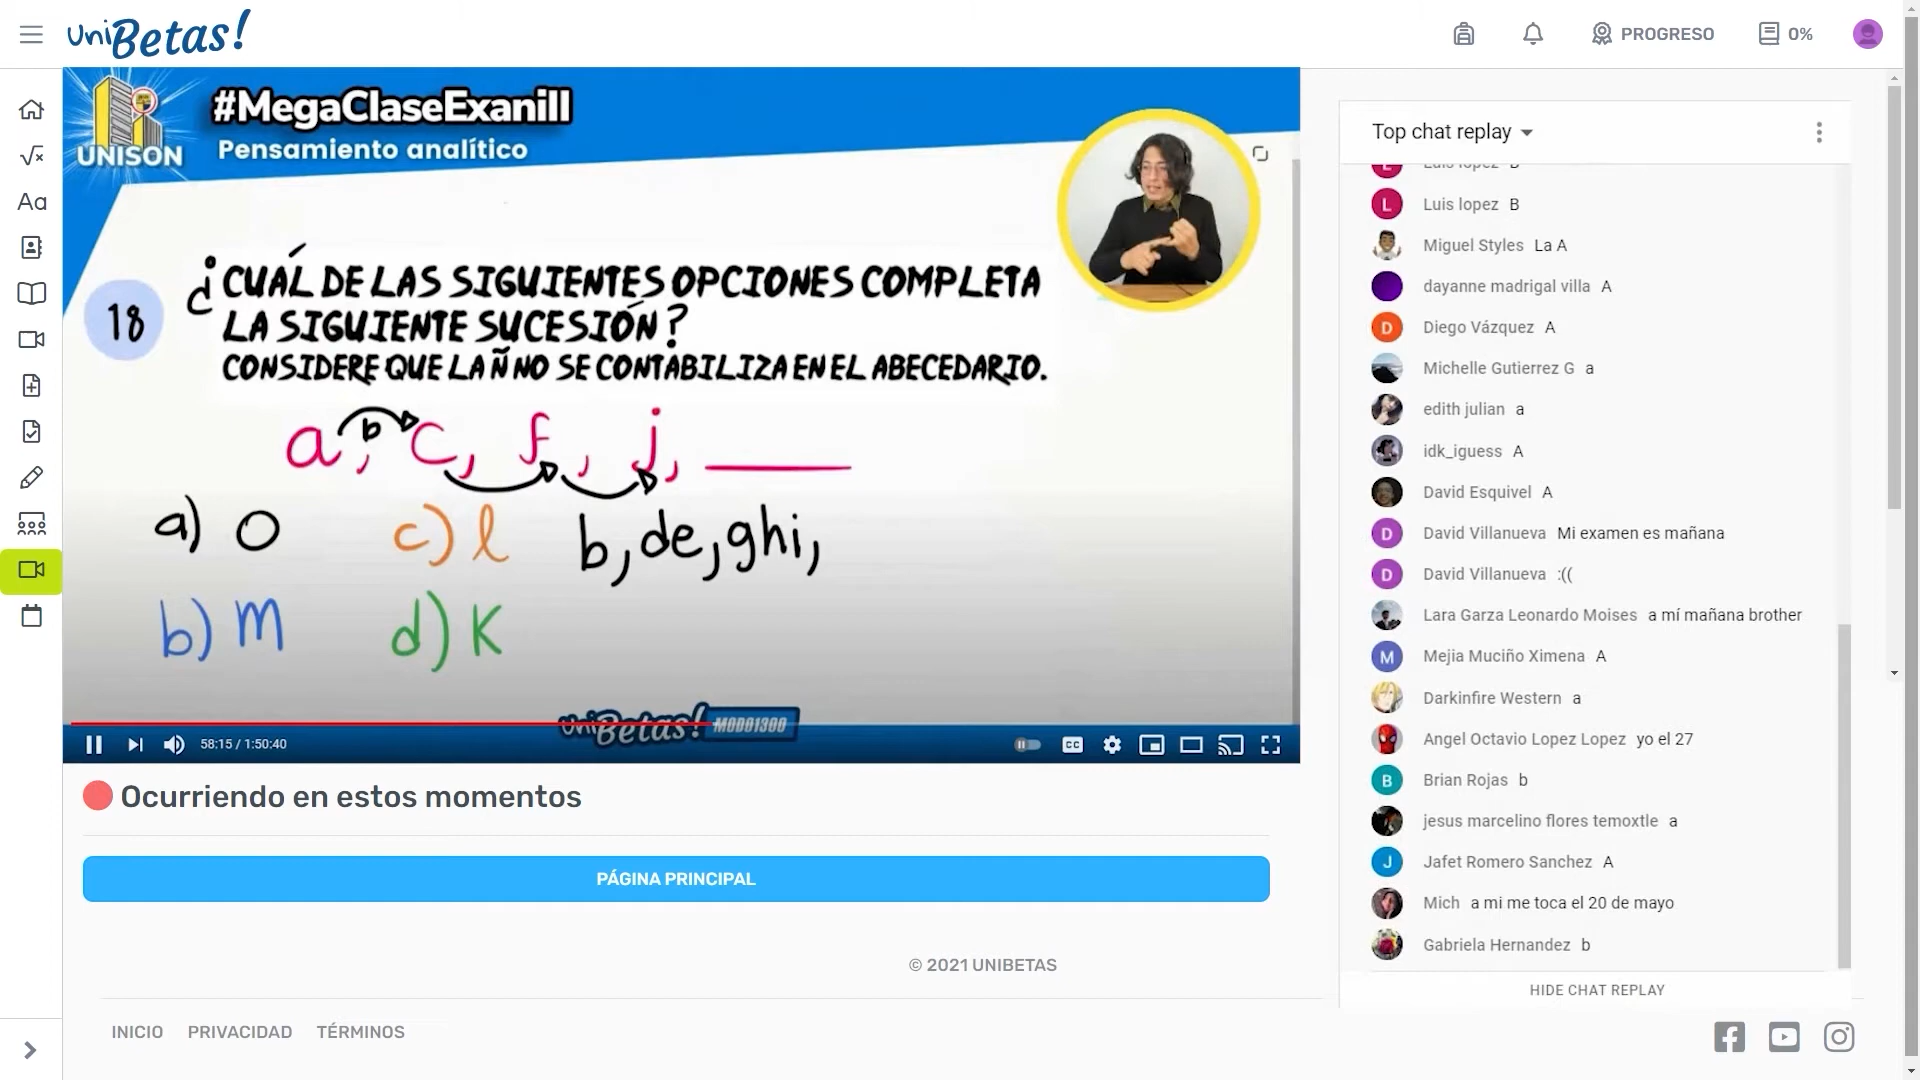 UniBetas!
PROGRESO
0%
UNISON
#MegaClaseExanill
Pensamiento analítico
18
¿CUÁL DE LAS SIGUIENTES OPCIONES COMPLETA
LA SIGUIENTE SUCESIÓN?
CONSIDERE QUE LA Ñ NO SE CONTABILIZA EN EL ABECEDARIO.
b
a, c, f, j, ______
a) O
c) l
b, de, ghi,
b) M
d) K
UniBetas! MODO1300
58:15 / 1:50:40
CC
Ocurriendo en estos momentos
PÁGINA PRINCIPAL
© 2021 UNIBETAS
INICIO PRIVACIDAD TÉRMINOS
Top chat replay
Luis lopez B
L Luis lopez B
Miguel Styles La A
dayanne madrigal villa A
D Diego Vázquez A
Michelle Gutierrez G a
edith julian a
idk_iguess A
David Esquivel A
D David Villanueva Mi examen es mañana
D David Villanueva :((
Lara Garza Leonardo Moises a mí mañana brother
M Mejia Muciño Ximena A
Darkinfire Western a
Angel Octavio Lopez Lopez yo el 27
B Brian Rojas b
jesus marcelino flores temoxtle a
J Jafet Romero Sanchez A
Mich a mi me toca el 20 de mayo
Gabriela Hernandez b
HIDE CHAT REPLAY